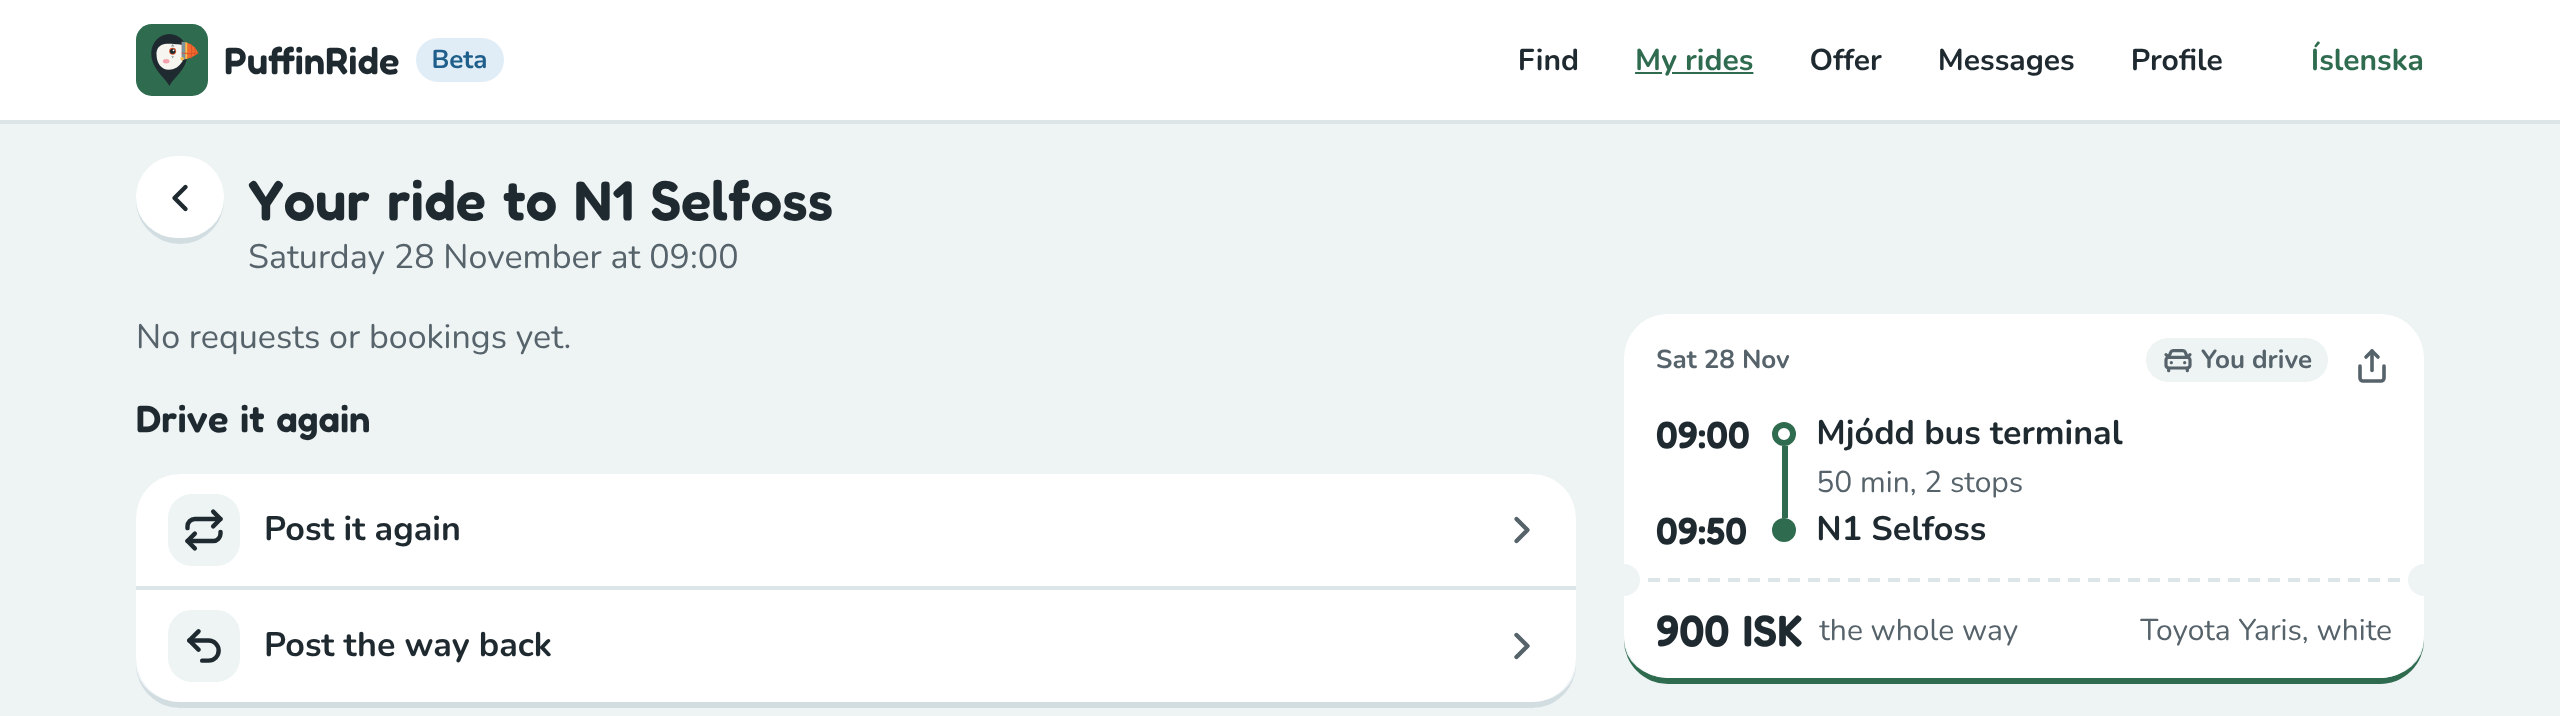 PuffinRide
Beta
Find
My rides
Offer
Messages
Profile
Íslenska
Your ride to N1 Selfoss
Saturday 28 November at 09:00
No requests or bookings yet.
Drive it again
Post it again
Post the way back
Sat 28 Nov
You drive
09:00
Mjódd bus terminal
50 min, 2 stops
09:50
N1 Selfoss
900 ISK the whole way
Toyota Yaris, white